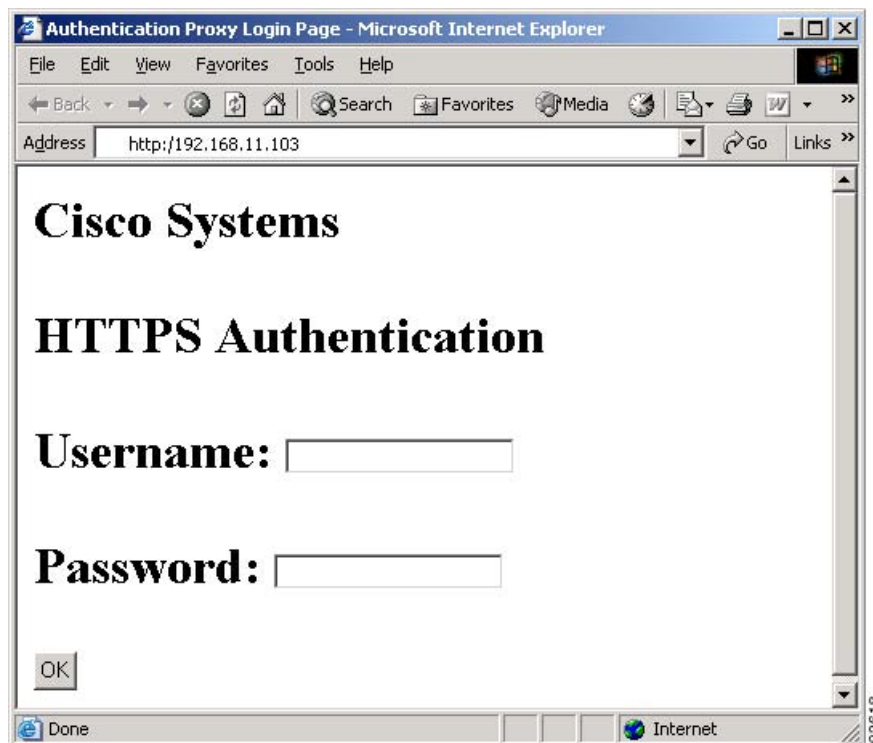 Authentication Proxy Login Page - Microsoft Internet Explorer
File Edit View Favorites Tools Help
Back Search Favorites Media »
Address http://192.168.11.103 Go Links »
Cisco Systems
HTTPS Authentication
Username:
Password:
OK
Done Internet